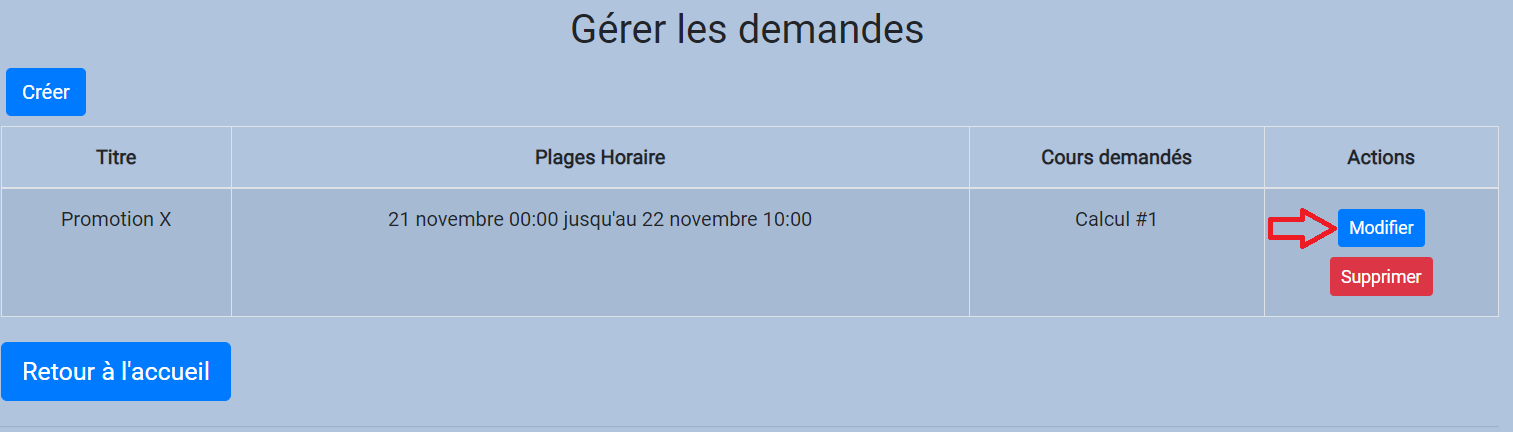 Gérer les demandes
Créer
Titre Plages Horaire Cours demandés Actions
Promotion X 21 novembre 00:00 jusqu'au 22 novembre 10:00 Calcul #1 Modifier
Supprimer
Retour à l'accueil